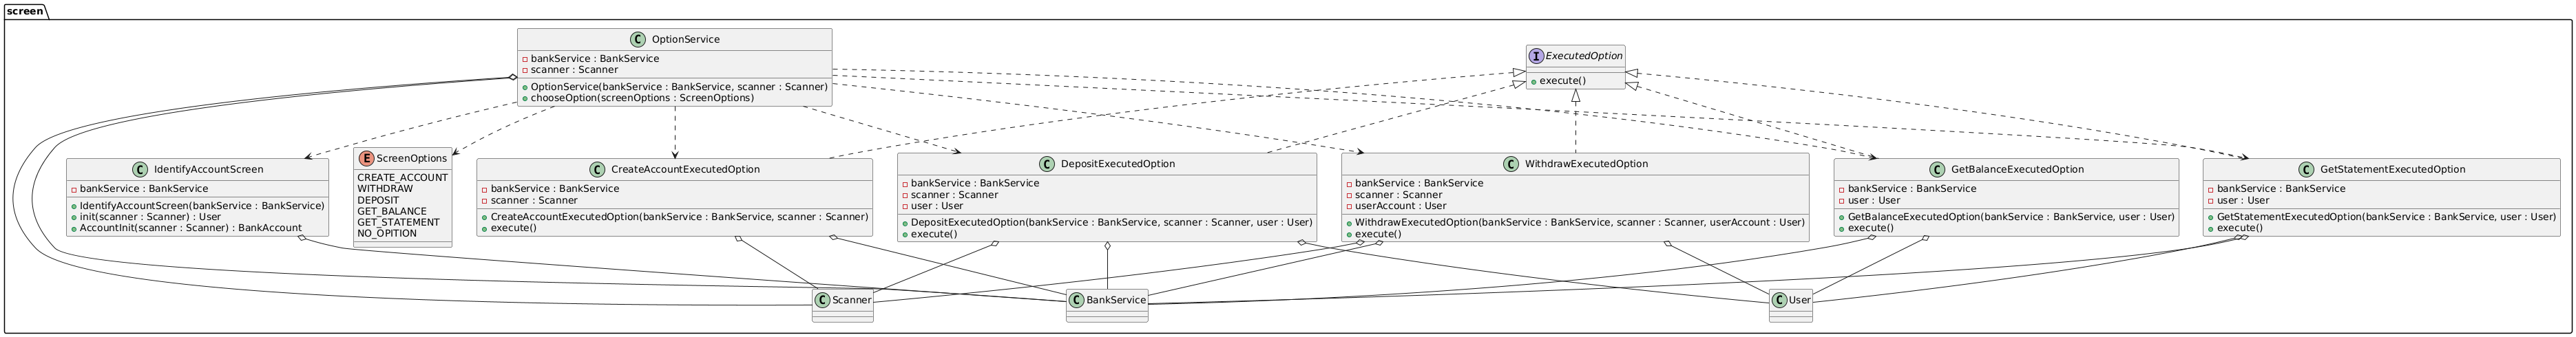 screen
OptionService
bankService : BankService
scanner : Scanner
OptionService(bankService : BankService, scanner : Scanner)
chooseOption(screenOptions : ScreenOptions)
ExecutedOption
execute()
IdentifyAccountScreen
bankService : BankService
IdentifyAccountScreen(bankService : BankService)
init(scanner : Scanner) : User
AccountInit(scanner : Scanner) : BankAccount
ScreenOptions
CREATE_ACCOUNT
WITHDRAW
DEPOSIT
GET_BALANCE
GET_STATEMENT
NO_OPITION
CreateAccountExecutedOption
bankService : BankService
scanner : Scanner
CreateAccountExecutedOption(bankService : BankService, scanner : Scanner)
execute()
DepositExecutedOption
bankService : BankService
scanner : Scanner
user : User
DepositExecutedOption(bankService : BankService, scanner : Scanner, user : User)
execute()
WithdrawExecutedOption
bankService : BankService
scanner : Scanner
userAccount : User
WithdrawExecutedOption(bankService : BankService, scanner : Scanner, userAccount : User)
execute()
GetBalanceExecutedOption
bankService : BankService
user : User
GetBalanceExecutedOption(bankService : BankService, user : User)
execute()
GetStatementExecutedOption
bankService : BankService
user : User
GetStatementExecutedOption(bankService : BankService, user : User)
execute()
Scanner
BankService
User